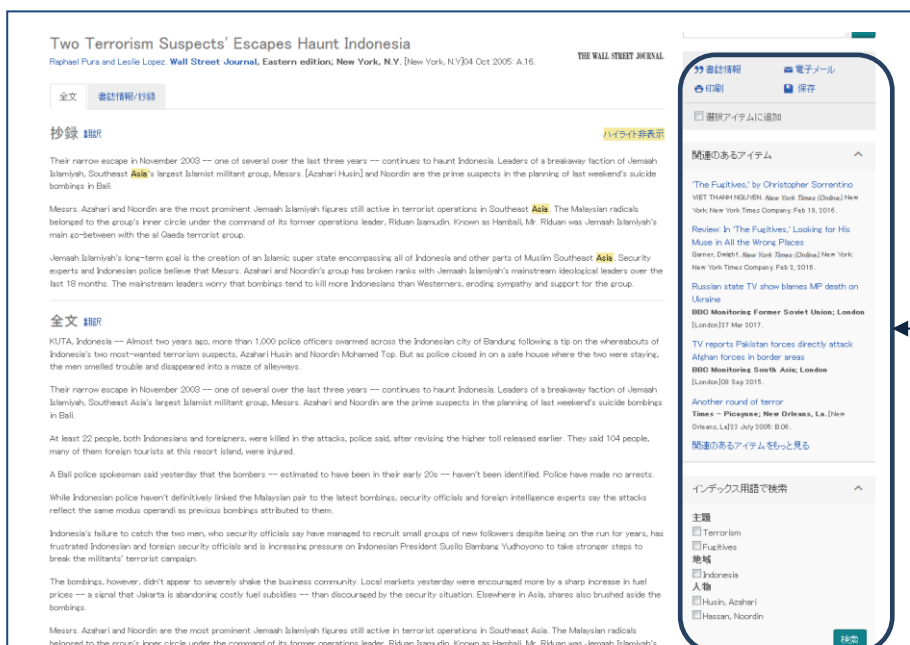 Two Terrorism Suspects' Escapes Haunt Indonesia
Raphael Pura and Leslie Lopez. Wall Street Journal, Eastern edition; New York, N.Y. [New York, N.Y]04 Oct 2005: A.16.
THE WALL STREET JOURNAL.
全文
書誌情報/抄録
抄録 翻訳
ハイライト非表示
Their narrow escape in November 2003 -- one of several over the last three years -- continues to haunt Indonesia. Leaders of a breakaway faction of Jemaah
Islamiyah, Southeast Asia's largest Islamist militant group, Messrs. [Azahari Husin] and Noordin are the prime suspects in the planning of last weekend's suicide
bombings in Bali.
Messrs. Azahari and Noordin are the most prominent Jemaah Islamiyah figures still active in terrorist operations in Southeast Asia. The Malaysian radicals
belonged to the group's inner circle under the command of its former operations leader, Riduan Isamudin. Known as Hambali, Mr. Riduan was Jemaah Islamiyah's
main go-between with the al Qaeda terrorist group.
Jemaah Islamiyah's long-term goal is the creation of an Islamic super state encompassing all of Indonesia and other parts of Muslim Southeast Asia. Security
experts and Indonesian police believe that Messrs. Azahari and Noordin's group has broken ranks with Jemaah Islamiyah's mainstream ideological leaders over the
last 18 months. The mainstream leaders worry that bombings tend to kill more Indonesians than Westerners, eroding sympathy and support for the group.
全文 翻訳
KUTA, Indonesia -- Almost two years ago, more than 1,000 police officers swarmed across the Indonesian city of Bandung following a tip on the whereabouts of
Indonesia's two most-wanted terrorism suspects, Azahari Husin and Noordin Mohamed Top. But as police closed in on a safe house where the two were staying,
the men smelled trouble and disappeared into a maze of alleyways.
Their narrow escape in November 2003 -- one of several over the last three years -- continues to haunt Indonesia. Leaders of a breakaway faction of Jemaah
Islamiyah, Southeast Asia's largest Islamist militant group, Messrs. Azahari and Noordin are the prime suspects in the planning of last weekend's suicide bombings
in Bali.
At least 22 people, both Indonesians and foreigners, were killed in the attacks, police said, after revising the higher toll released earlier. They said 104 people,
many of them foreign tourists at this resort island, were injured.
A Bali police spokesman said yesterday that the bombers -- estimated to have been in their early 20s -- haven't been identified. Police have made no arrests.
While Indonesian police haven't definitively linked the Malaysian pair to the latest bombings, security officials and foreign intelligence experts say the attacks
reflect the same modus operandi as previous bombings attributed to them.
Indonesia's failure to catch the two men, who security officials say have managed to recruit small groups of new followers despite being on the run for years, has
frustrated Indonesian and foreign security officials and is increasing pressure on Indonesian President Susilo Bambang Yudhoyono to take stronger steps to
break the militants' terrorist campaign.
The bombings, however, didn't appear to severely shake the business community. Local markets yesterday were encouraged more by a sharp increase in fuel
prices -- a signal that Jakarta is abandoning costly fuel subsidies -- than discouraged by the security situation. Elsewhere in Asia, shares also brushed aside the
bombings.
Messrs. Azahari and Noordin are the most prominent Jemaah Islamiyah figures still active in terrorist operations in Southeast Asia. The Malaysian radicals
belonged to the group's inner circle under the command of its former operations leader, Riduan Isamudin. Known as Hambali, Mr. Riduan was Jemaah Islamiyah's
書誌情報
電子メール
印刷
保存
選択アイテムに追加
関連のあるアイテム
'The Fugitives,' by Christopher Sorrentino
VIET THANH NGUYEN. New York Times (Online) New
York: New York Times Company. Feb 19, 2016.
Review: In 'The Fugitives,' Looking for His
Muse in All the Wrong Places
Garner, Dwight. New York Times (Online) New York:
New York Times Company. Feb 2, 2016.
Russian state TV show blames MP death on
Ukraine
BBC Monitoring Former Soviet Union; London
[London]27 Mar 2017.
TV reports Pakistan forces directly attack
Afghan forces in border areas
BBC Monitoring South Asia; London
[London]08 Sep 2015.
Another round of terror
Times - Picayune; New Orleans, La. [New
Orleans, La]23 July 2005: B.06.
関連のあるアイテムをもっと見る
インデックス用語で検索
主題
Terrorism
Fugitives
地域
Indonesia
人物
Husin, Azahari
Hassan, Noordin
検索